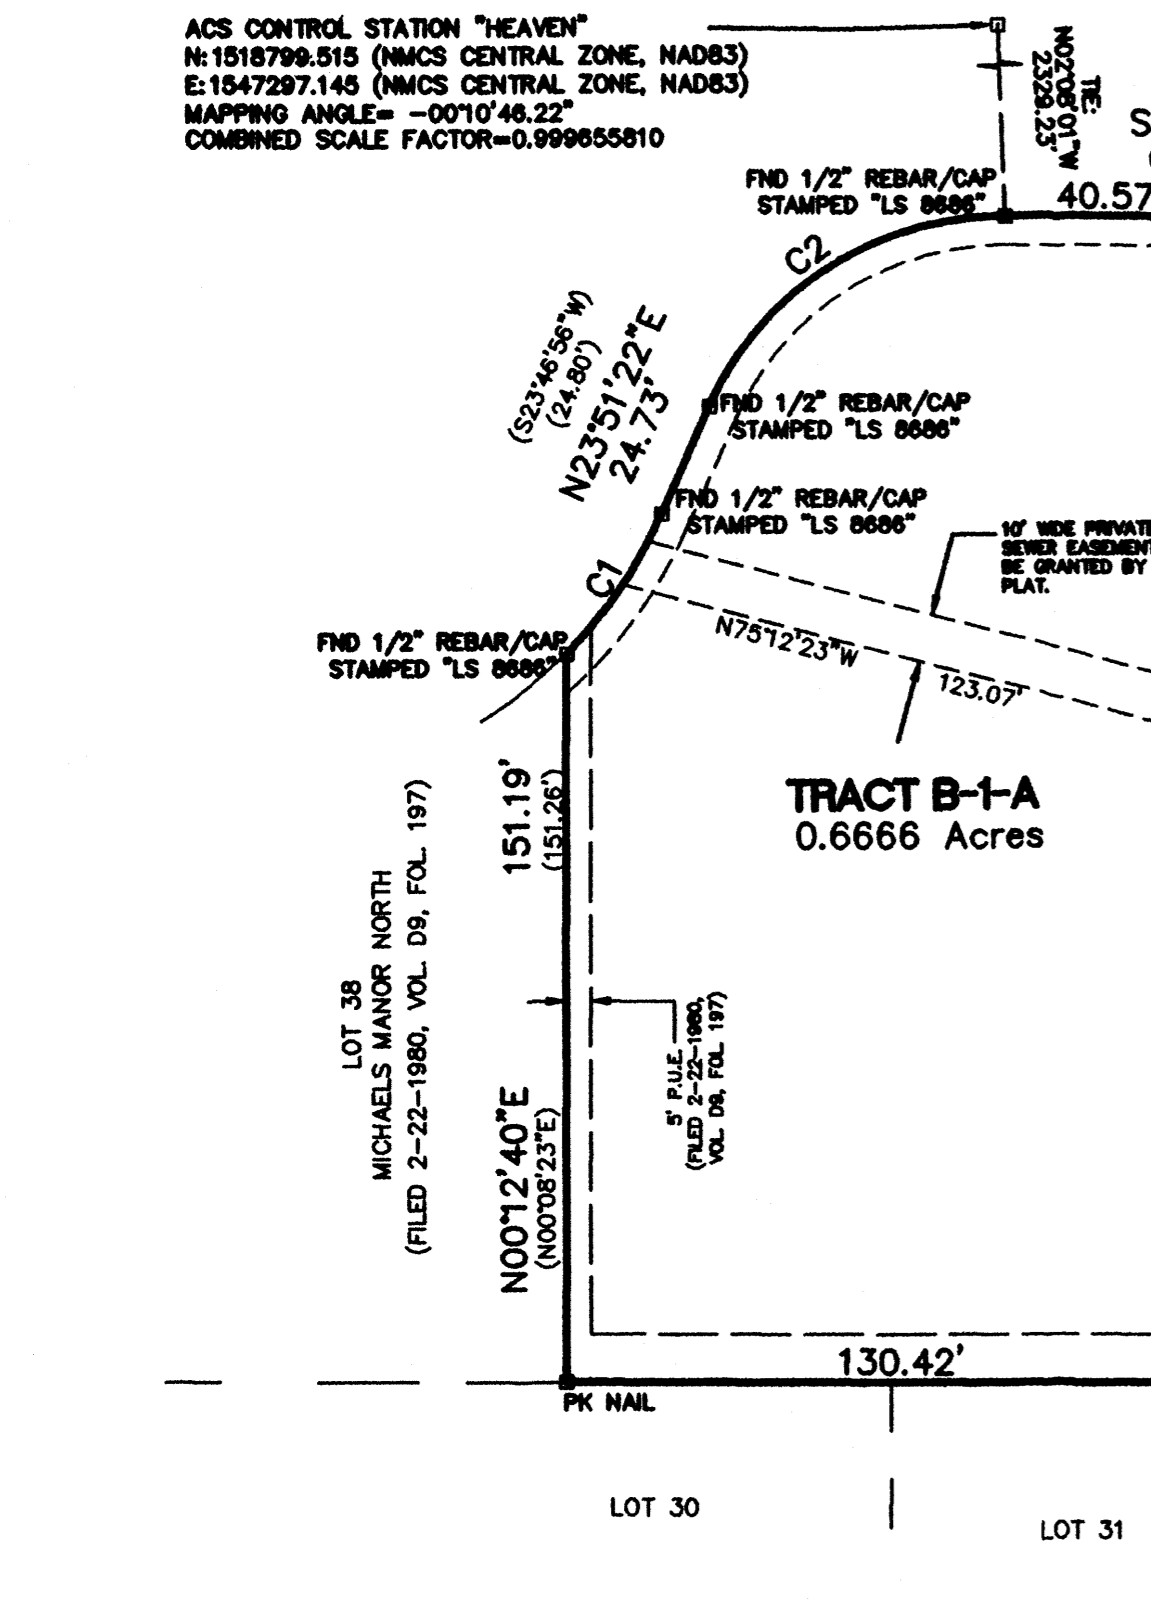 ACS CONTROL STATION "HEAVEN"
N:1518799.515 (NMCS CENTRAL ZONE, NAD83)
E:1547297.145 (NMCS CENTRAL ZONE, NAD83)
MAPPING ANGLE= -00°10'46.22"
COMBINED SCALE FACTOR=0.999655810
TIE:
N02°08'01"W
2329.23'
S
FND 1/2" REBAR/CAP
STAMPED "LS 8686"
40.57
C2
(S23°46'56"W)
(24.80')
N23°51'22"E
24.73'
FND 1/2" REBAR/CAP
STAMPED "LS 8686"
FND 1/2" REBAR/CAP
STAMPED "LS 8686"
10' WIDE PRIVATE
SEWER EASEMENT
BE GRANTED BY
PLAT.
C1
FND 1/2" REBAR/CAP
STAMPED "LS 8686"
N75°12'23"W
123.07'
TRACT B-1-A
0.6666 Acres
151.19'
(151.26')
LOT 38
MICHAELS MANOR NORTH
(FILED 2-22-1980, VOL. D9, FOL. 197)
5' P.U.E.
(FILED 2-22-1980,
VOL. D9, FOL 197)
N00°12'40"E
(N00°08'23"E)
130.42'
PK NAIL
LOT 30
LOT 31